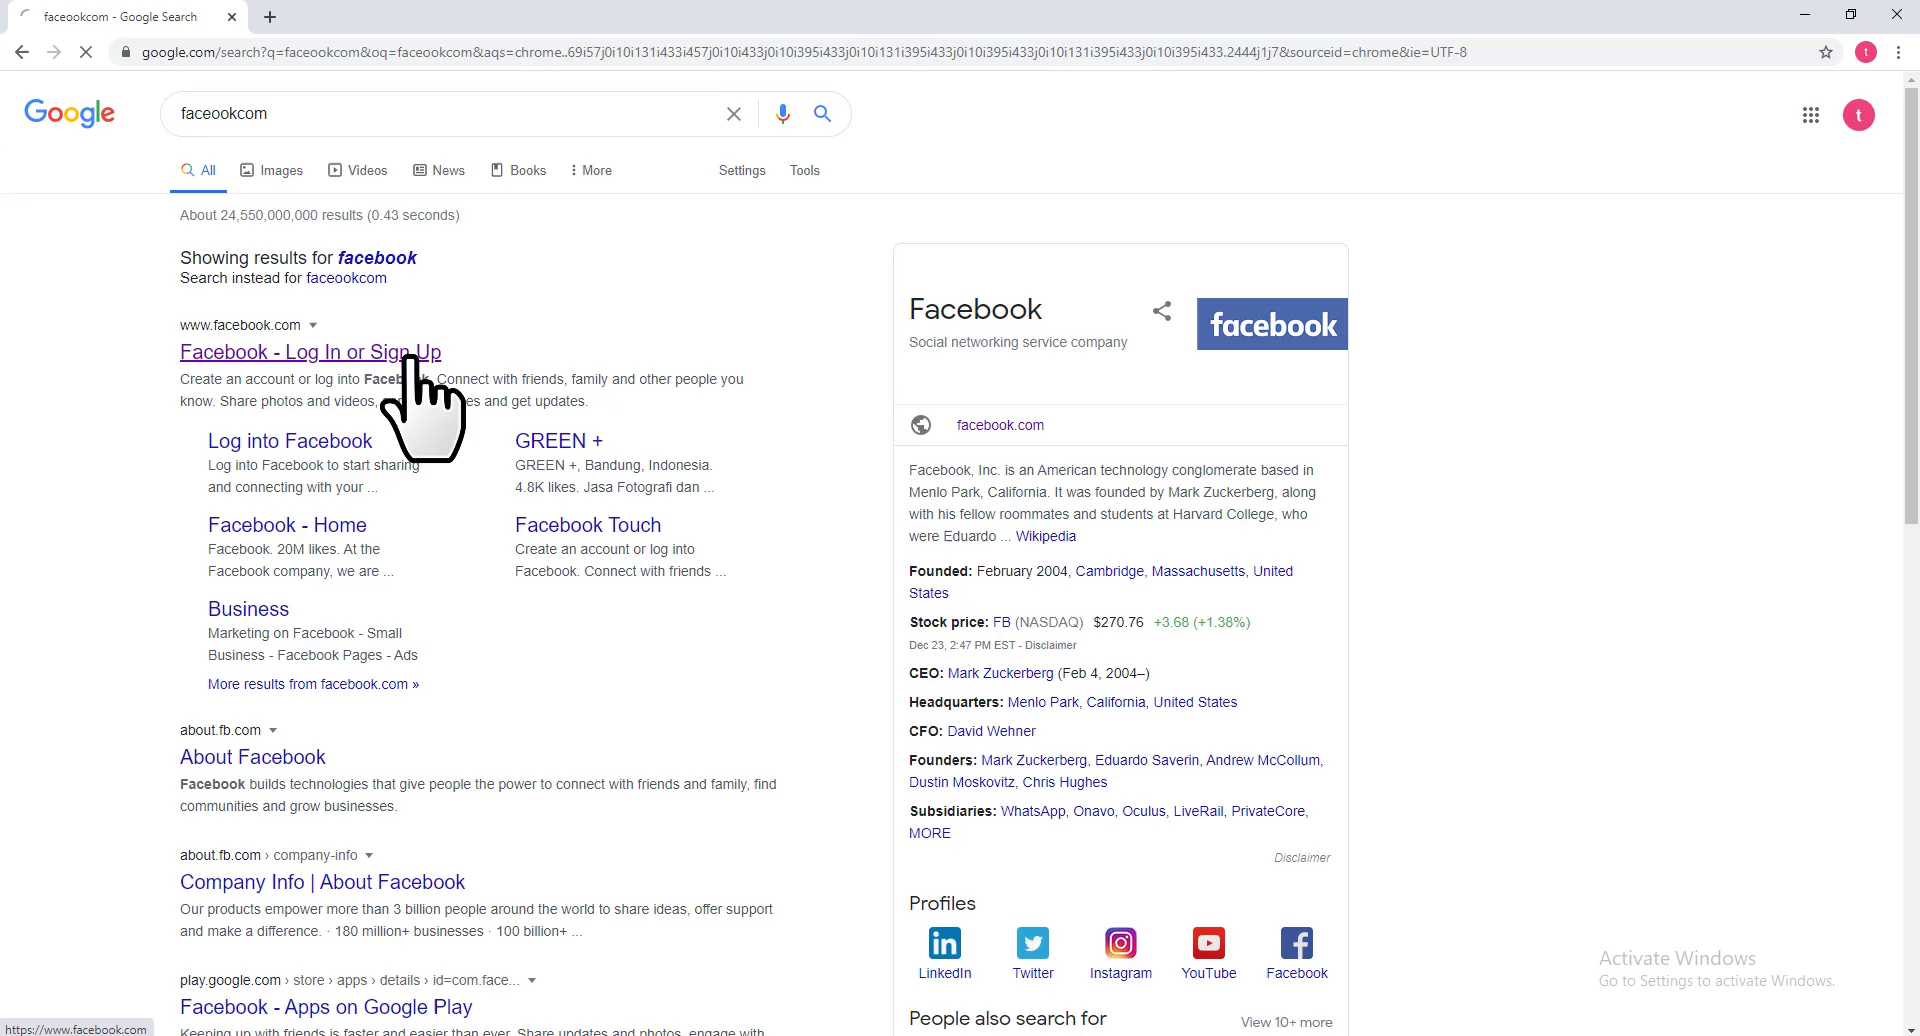 faceookcom - Google Search
google.com/search?q=faceookcom&oq=faceookcom&aqs=chrome..69i57j0i10i131i433i457j0i10i433j0i10i395i433j0i10i131i395i433j0i10i395i433j0i10i131i395i433j0i10i395i433.2444j1j7&sourceid=chrome&ie=UTF-8
t
Google
faceookcom
t
All Images Videos News Books More Settings Tools
About 24,550,000,000 results (0.43 seconds)
Showing results for facebook
Search instead for faceookcom
www.facebook.com
Facebook - Log In or Sign Up
Create an account or log into Connect with friends, family and other people you
know. Share photos and videos, and get updates.
Log into Facebook
Log into Facebook to start sharing
and connecting with your ...
GREEN +
GREEN +, Bandung, Indonesia.
4.8K likes. Jasa Fotografi dan ...
Facebook - Home
Facebook. 20M likes. At the
Facebook company, we are ...
Facebook Touch
Create an account or log into
Facebook. Connect with friends ...
Business
Marketing on Facebook - Small
Business - Facebook Pages - Ads
More results from facebook.com »
about.fb.com
About Facebook
Facebook builds technologies that give people the power to connect with friends and family, find
communities and grow businesses.
about.fb.com › company-info
Company Info | About Facebook
Our products empower more than 3 billion people around the world to share ideas, offer support
and make a difference. · 180 million+ businesses · 100 billion+ ...
play.google.com › store › apps › details › id=com.face...
Facebook - Apps on Google Play
Keeping up with friends is faster and easier than ever. Share updates and photos, engage with
https://www.facebook.com
Facebook
Social networking service company
facebook
facebook.com
Facebook, Inc. is an American technology conglomerate based in
Menlo Park, California. It was founded by Mark Zuckerberg, along
with his fellow roommates and students at Harvard College, who
were Eduardo ... Wikipedia
Founded: February 2004, Cambridge, Massachusetts, United
States
Stock price: FB (NASDAQ) $270.76 +3.68 (+1.38%)
Dec 23, 2:47 PM EST - Disclaimer
CEO: Mark Zuckerberg (Feb 4, 2004–)
Headquarters: Menlo Park, California, United States
CFO: David Wehner
Founders: Mark Zuckerberg, Eduardo Saverin, Andrew McCollum,
Dustin Moskovitz, Chris Hughes
Subsidiaries: WhatsApp, Onavo, Oculus, LiveRail, PrivateCore,
MORE
Disclaimer
Profiles
LinkedIn Twitter Instagram YouTube Facebook
People also search for View 10+ more
Activate Windows
Go to Settings to activate Windows.